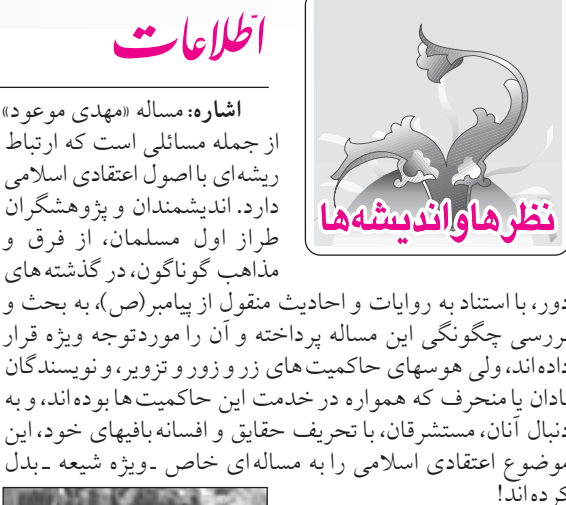 اطّلاعات
نظرهاواندیشه‌ها
اشاره: مساله «مهدی موعود»
از جمله مسائلی است که ارتباط
ریشه‌ای بااصول اعتقادی اسلامی
دارد. اندیشمندان و پژوهشگران
طراز اول مسلمان، از فرق و
مذاهب گوناگون، در گذشته‌های
دور، با استناد به روایات و احادیث منقول از پیامبر(ص)، به بحث و
بررسی چگونگی این مساله پرداخته و آن را موردتوجه ویژه قرار
داده‌اند، ولی هوسهای حاکمیت‌های زر و زور و تزویر، و نویسندگان
نادان یا منحرف که همواره در خدمت این حاکمیت‌ها بوده‌اند، و به
دنبال آنان، مستشرقان، با تحریف حقایق و افسانه‌بافیهای خود، این
موضوع اعتقادی اسلامی را به مساله‌ای خاص ـ ویژه شیعه ـ بدل
کرده‌اند!